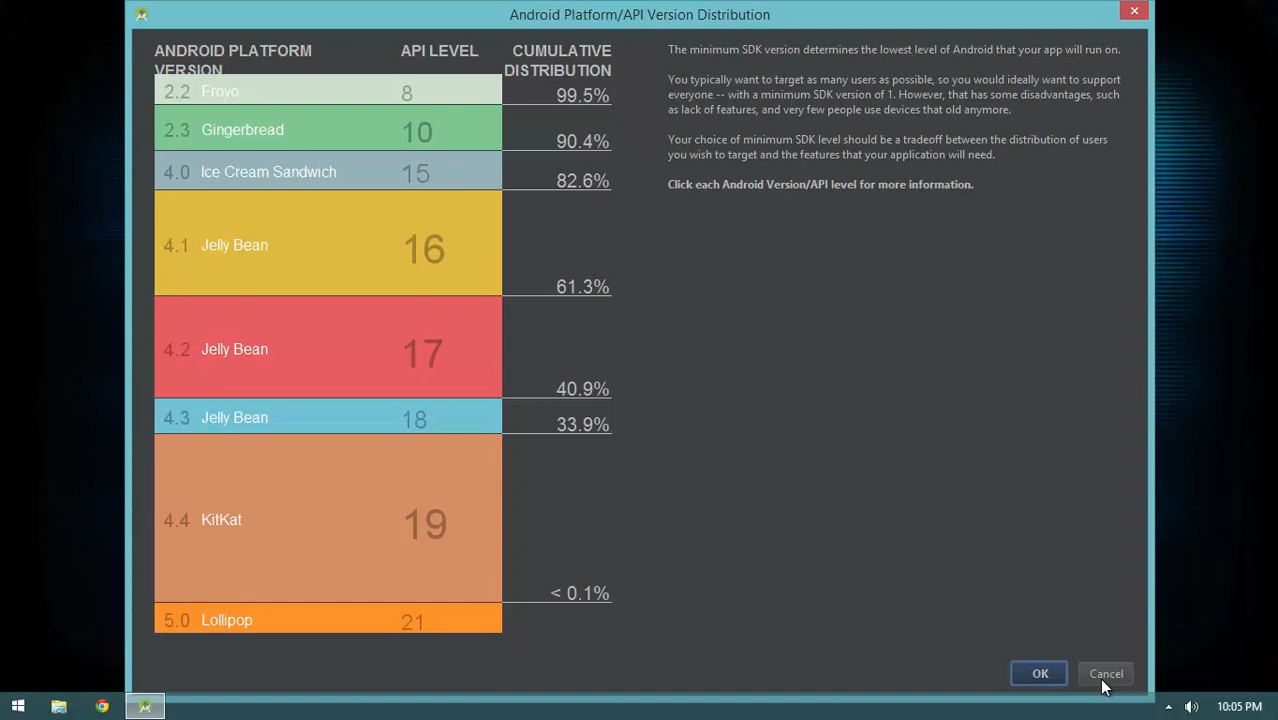 Android Platform/API Version Distribution
ANDROID PLATFORM VERSION API LEVEL CUMULATIVE DISTRIBUTION
2.2 Froyo 8 99.5%
2.3 Gingerbread 10 90.4%
4.0 Ice Cream Sandwich 15 82.6%
4.1 Jelly Bean 16 61.3%
4.2 Jelly Bean 17 40.9%
4.3 Jelly Bean 18 33.9%
4.4 KitKat 19 < 0.1%
5.0 Lollipop 21
The minimum SDK version determines the lowest level of Android that your app will run on.
You typically want to target as many users as possible, so you would ideally want to support
everyone -- with a minimum SDK version of 1. However, that has some disadvantages, such
as lack of features, and very few people use devices that old anymore.
Your choice of minimum SDK level should be a tradeoff between the distribution of users
you wish to target and the features that your application will need.
Click each Android Version/API level for more information.
OK Cancel
10:05 PM